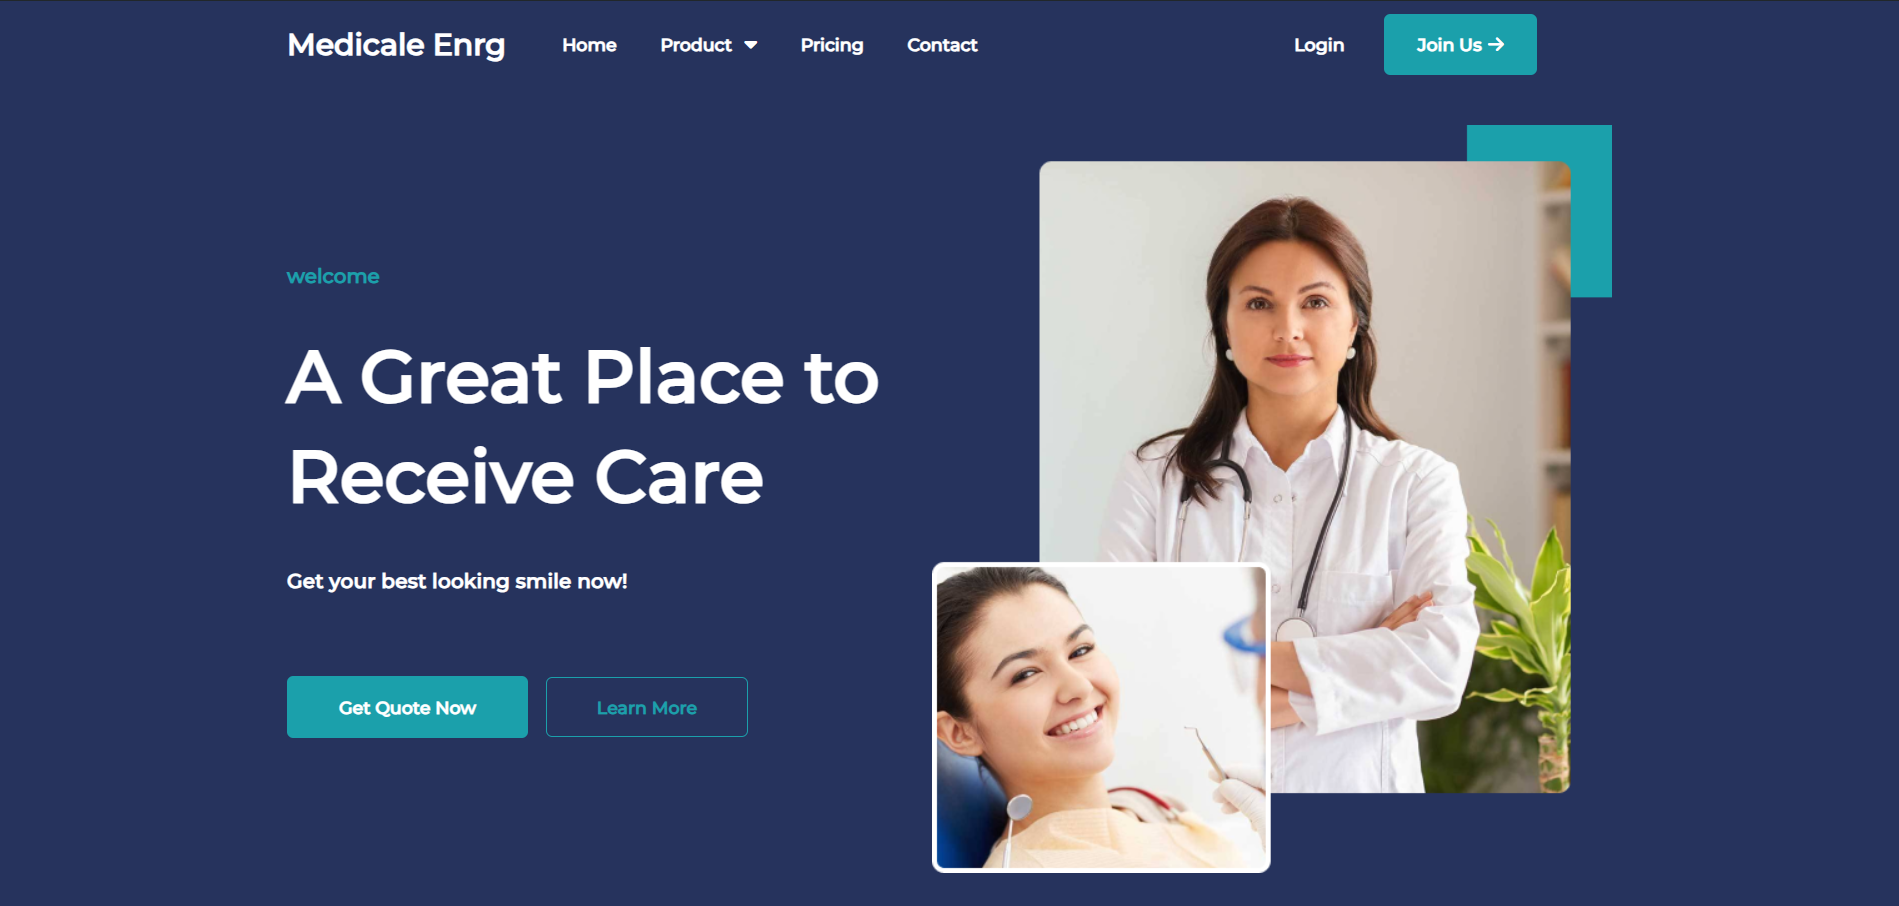 Medicale Enrg
Home
Product
Pricing
Contact
Login
Join Us
welcome
A Great Place to
Receive Care
Get your best looking smile now!
Get Quote Now
Learn More